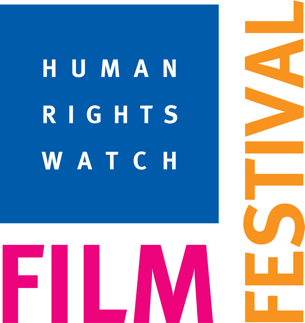 HUMAN
RIGHTS
WATCH
FILM
FESTIVAL